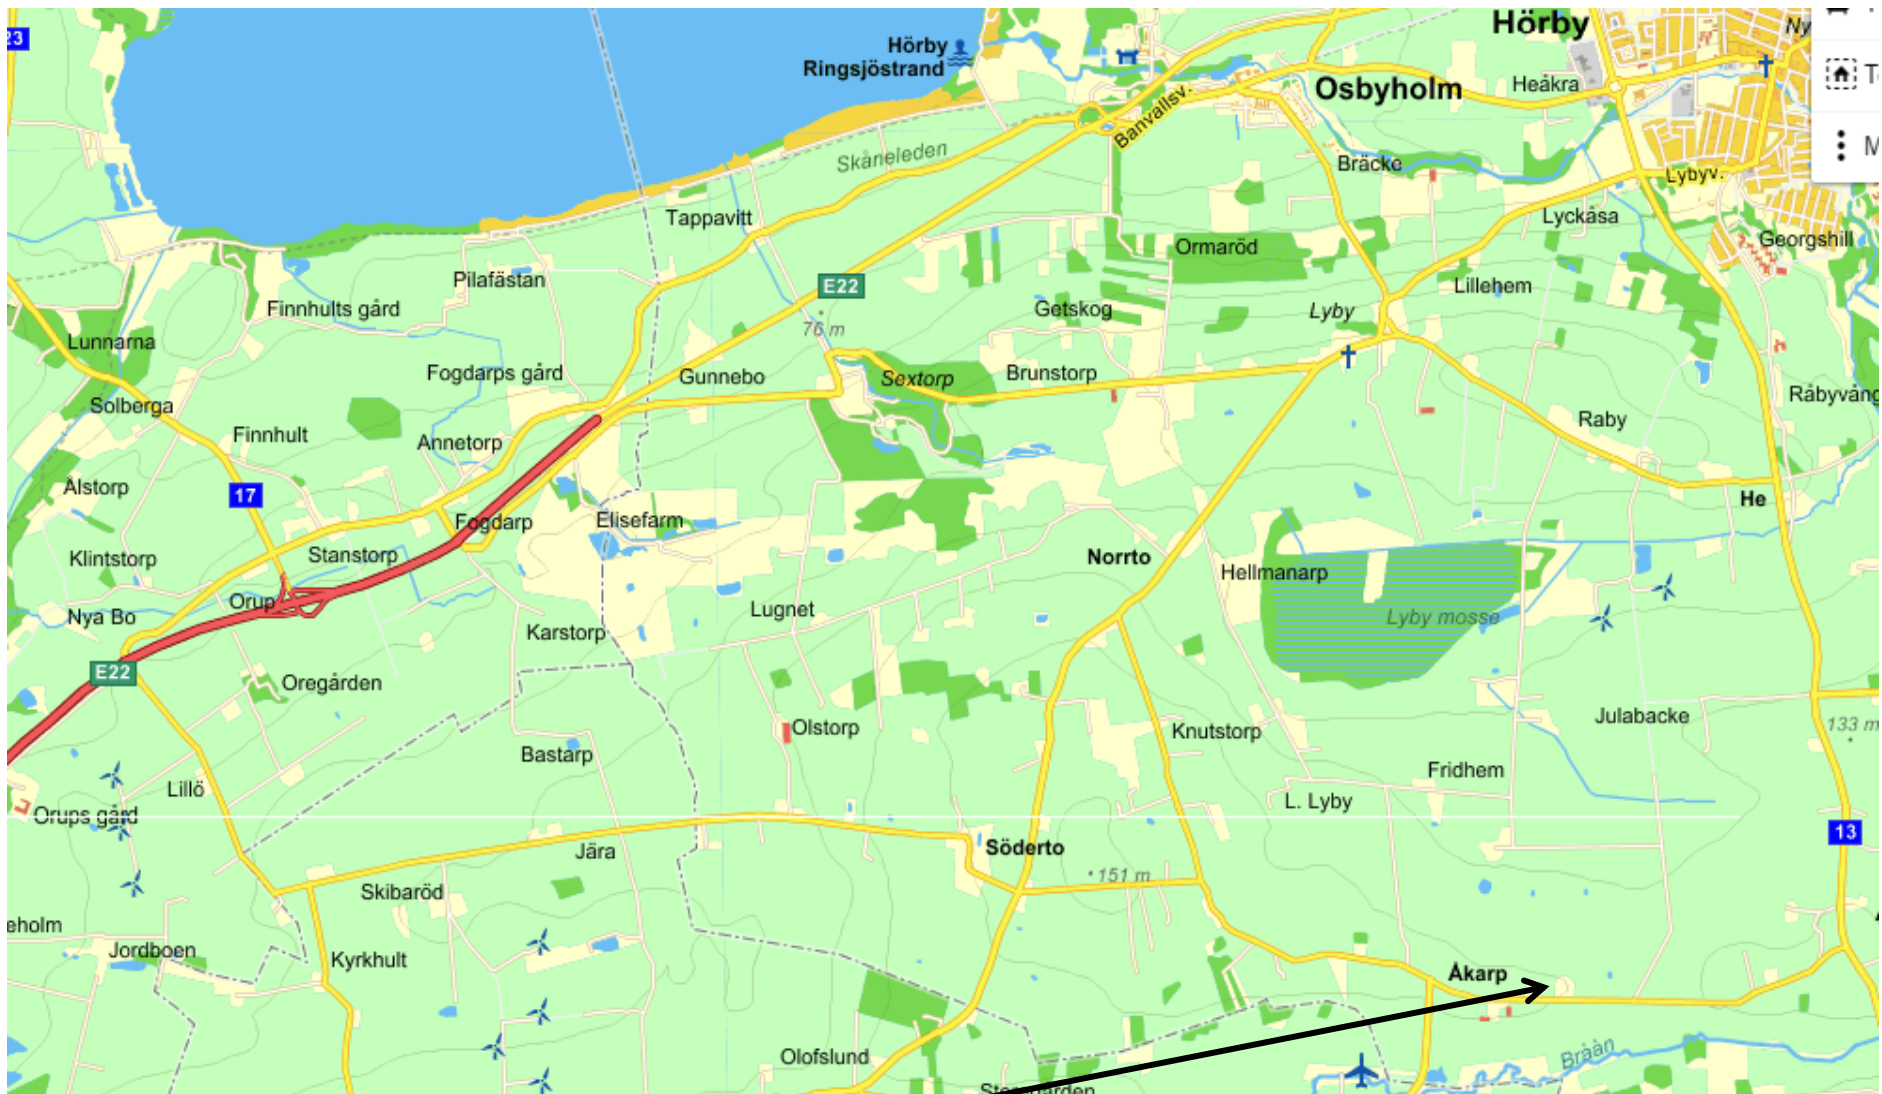 23
Hörby
Ny
Hörby
Ringsjöstrand
Osbyholm
Heåkra
Banvallsv.
Skåneleden
Bräcke
Lybyv.
Tappavitt
Lyckåsa
Georgshill
Ormaröd
Pilafästan
E22
Lillehem
Finnhults gård
Getskog
Lyby
76 m
Lunnarna
Fogdarps gård
Gunnebo
Sextorp
Brunstorp
Råbyvång
Solberga
Raby
Finnhult
Annetorp
Ålstorp
17
He
Fogdarp
Elisefarm
Klintstorp
Stanstorp
Norrto
Hellmanarp
Orup
Nya Bo
Lugnet
Lyby mosse
Karstorp
E22
Oregården
Olstorp
Knutstorp
Julabacke
133 m
Bastarp
Fridhem
Lillö
L. Lyby
Orups gård
13
Jära
Söderto
151 m
Skibaröd
eholm
Jordboen
Kyrkhult
Åkarp
Olofslund
Bråån